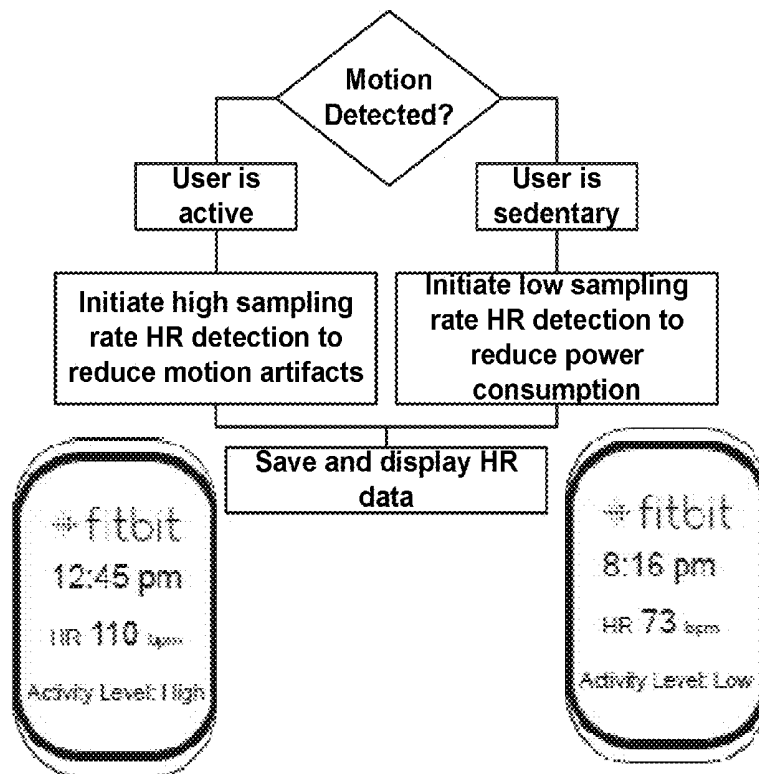 Motion
Detected?
User is
active
User is
sedentary
Initiate high sampling
rate HR detection to
reduce motion artifacts
Initiate low sampling
rate HR detection to
reduce power
consumption
Save and display HR
data
fitbit
12:45 pm
HR 110 bpm
Activity Level: High
fitbit
8:16 pm
HR 73 bpm
Activity Level: Low